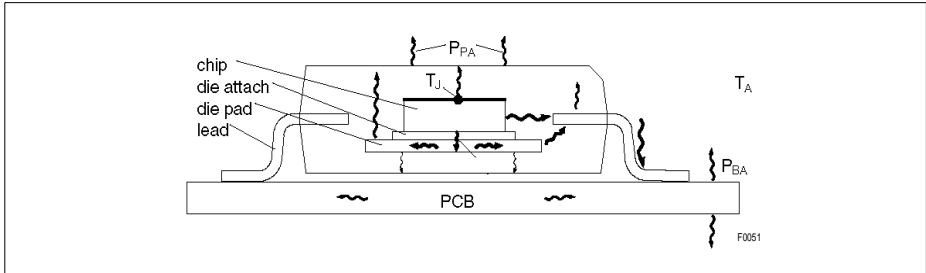 P_PA
chip
die attach
die pad
lead
T_J
T_A
P_BA
PCB
F0051